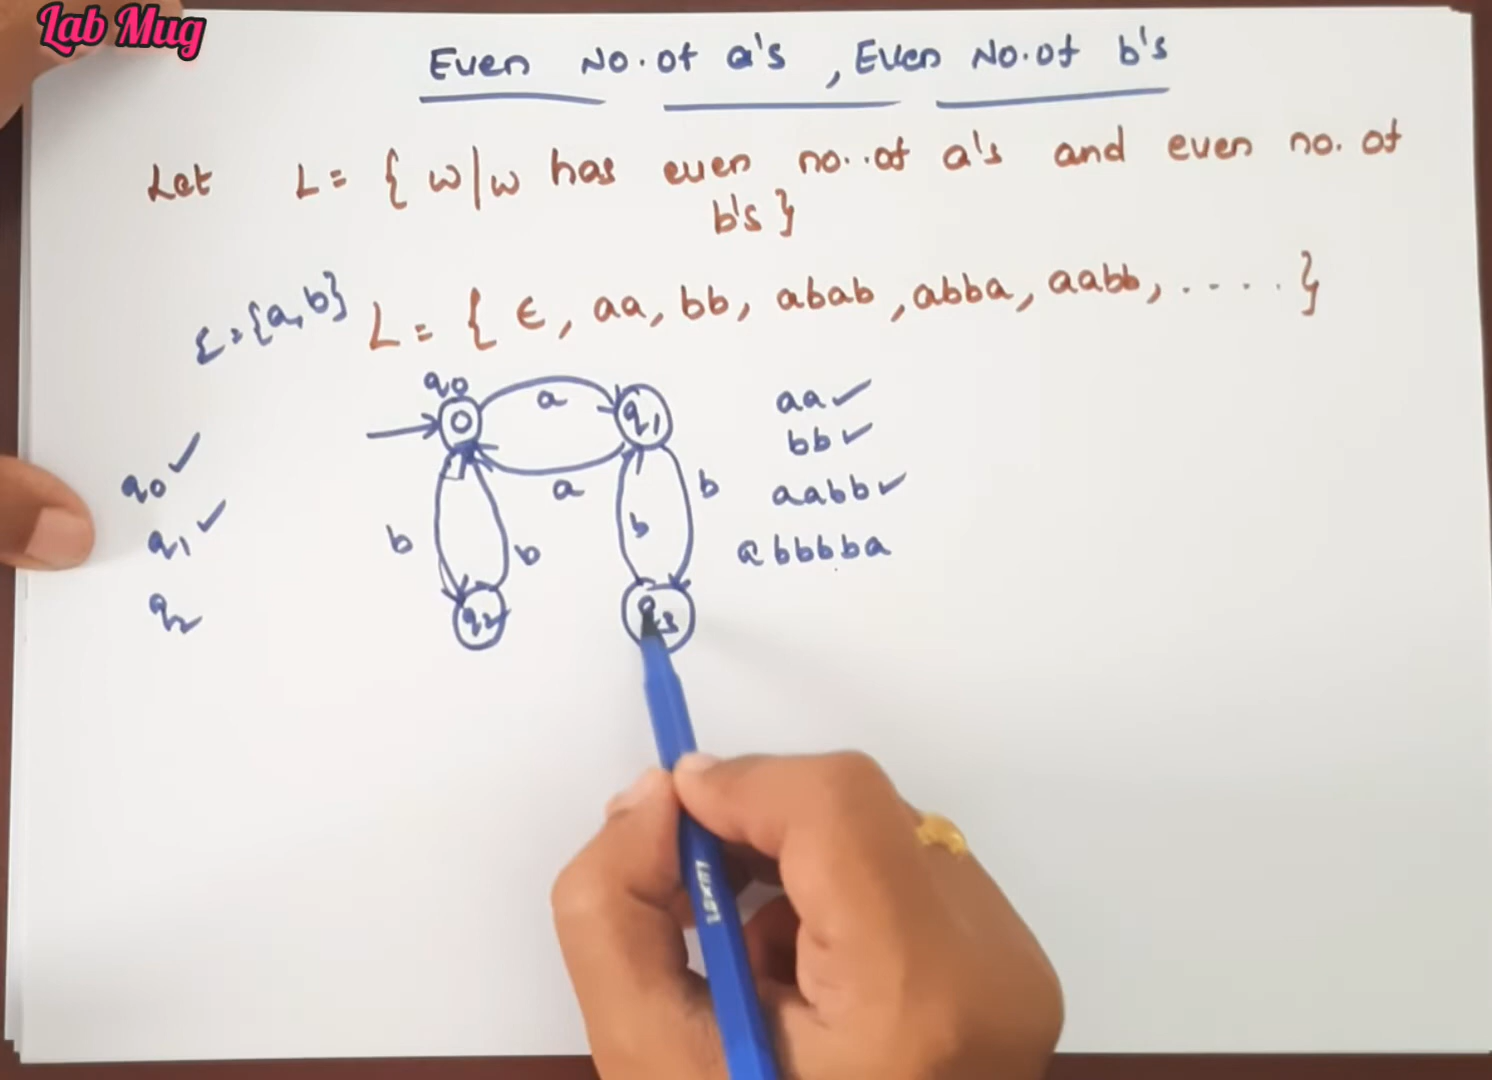 Lab Mug
Even No. of a's , Even No. of b's
Let L = { w|w has even no. of a's and even no. of
b's }
Σ = {a, b} L = { ϵ, aa, bb, abab, abba, aabb, ..... }
q0
a
q1
aa ✓
bb ✓
q0 ✓
a
b
aabb ✓
q1 ✓
b
b
b
abbbba
q2
q2
q3